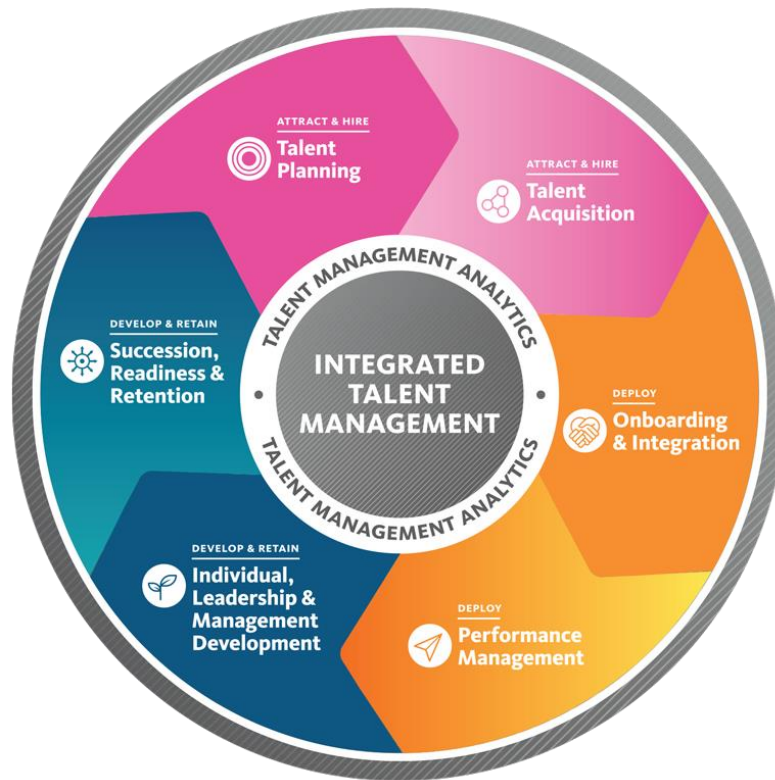 ATTRACT & HIRE
Talent
Planning
ATTRACT & HIRE
Talent
Acquisition
DEPLOY
Onboarding
& Integration
DEPLOY
Performance
Management
DEVELOP & RETAIN
Individual,
Leadership &
Management
Development
DEVELOP & RETAIN
Succession,
Readiness &
Retention
TALENT MANAGEMENT ANALYTICS
INTEGRATED
TALENT
MANAGEMENT
TALENT MANAGEMENT ANALYTICS